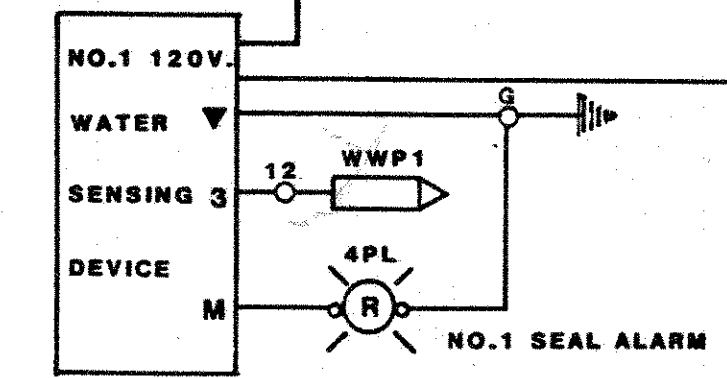 NO.1 120V.
WATER
G
12
WWP1
SENSING 3
4PL
DEVICE
M
R
NO.1 SEAL ALARM